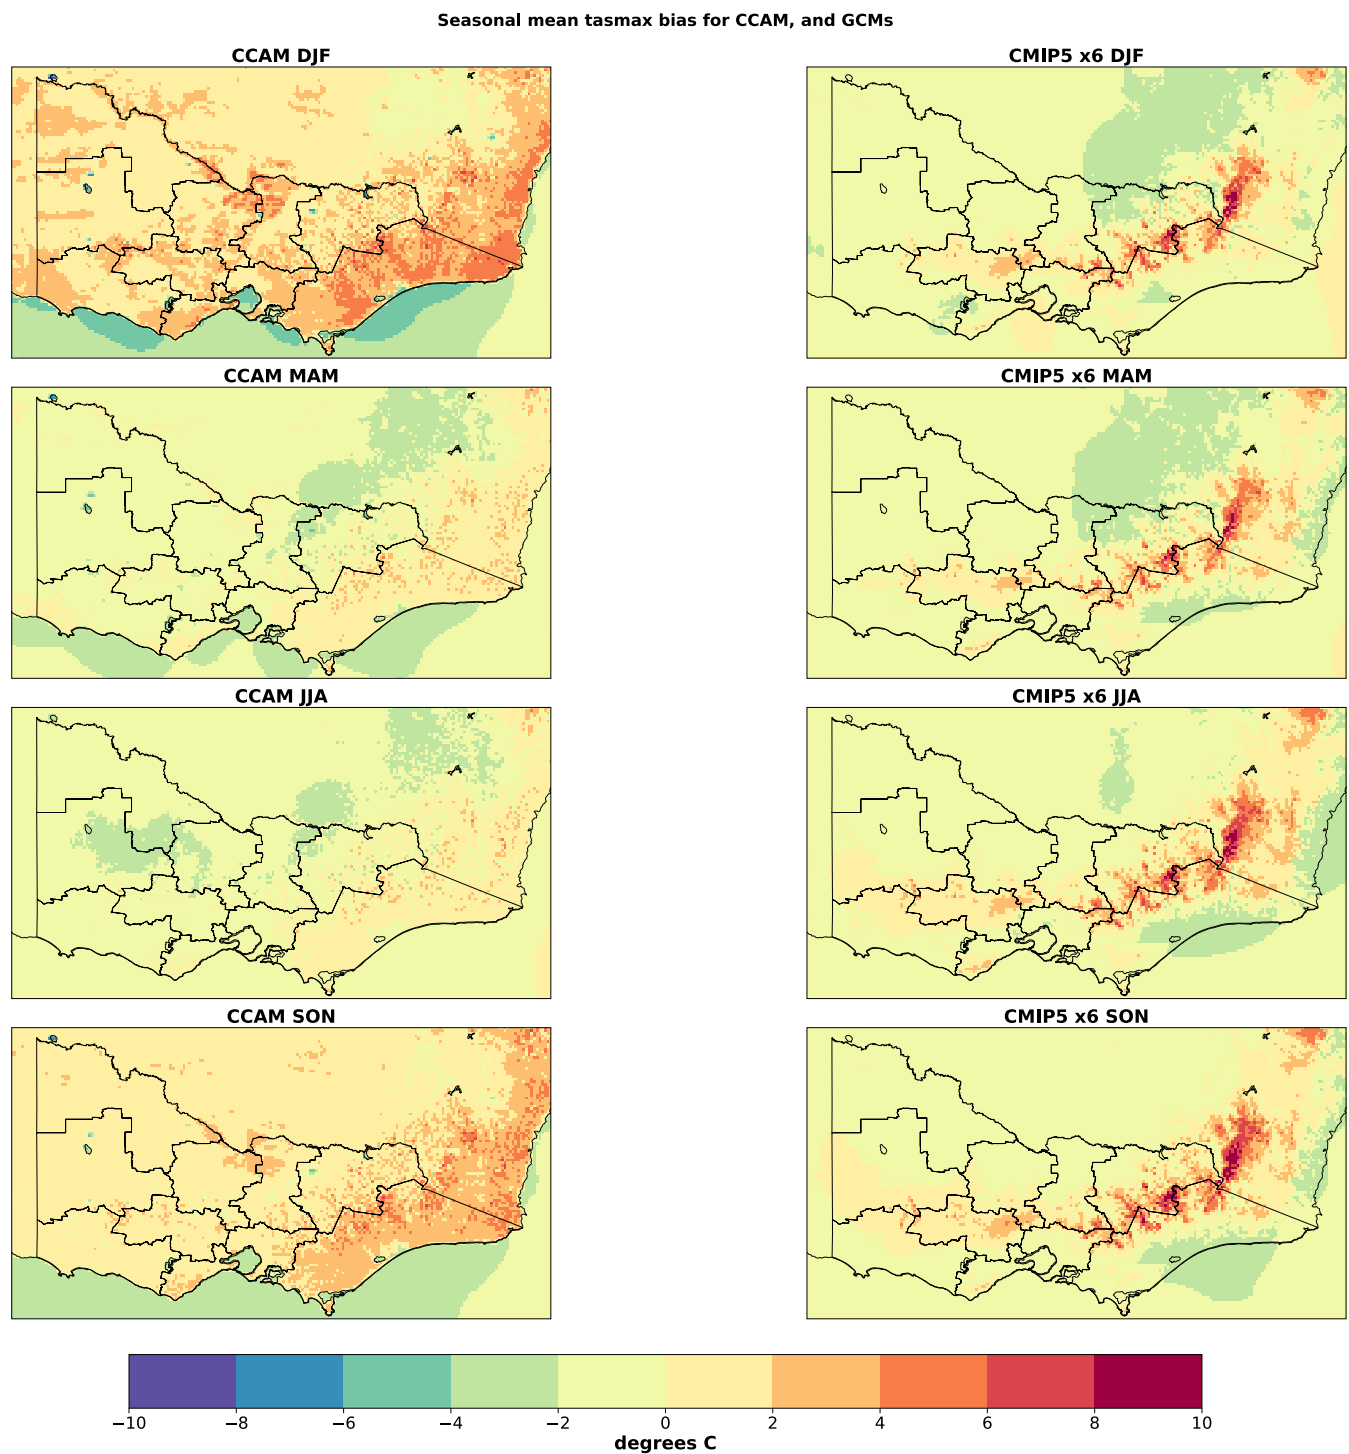 Seasonal mean tasmax bias for CCAM, and GCMs
CCAM DJF
CMIP5 x6 DJF
CCAM MAM
CMIP5 x6 MAM
CCAM JJA
CMIP5 x6 JJA
CCAM SON
CMIP5 x6 SON
−10 −8 −6 −4 −2 0 2 4 6 8 10
degrees C